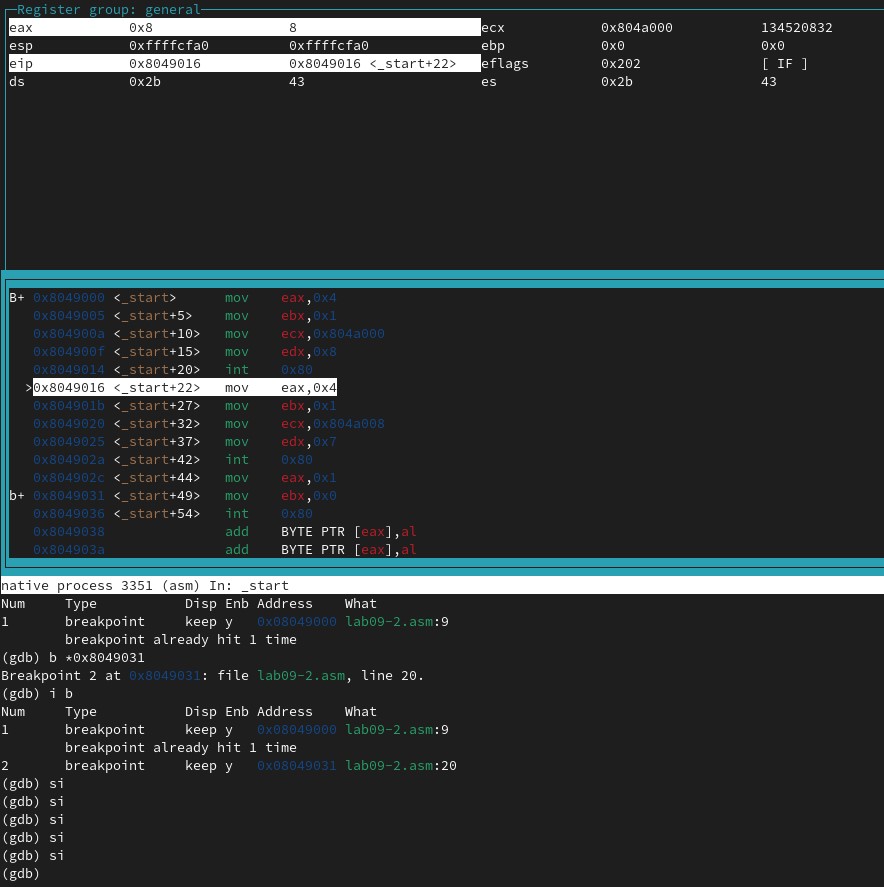 Register group: general
eax 0x8 8 ecx 0x804a000 134520832
esp 0xffffcfa0 0xffffcfa0 ebp 0x0 0x0
eip 0x8049016 0x8049016 <_start+22> eflags 0x202 [ IF ]
ds 0x2b 43 es 0x2b 43
B+ 0x8049000 <_start> mov eax,0x4
0x8049005 <_start+5> mov ebx,0x1
0x804900a <_start+10> mov ecx,0x804a000
0x804900f <_start+15> mov edx,0x8
0x8049014 <_start+20> int 0x80
>0x8049016 <_start+22> mov eax,0x4
0x804901b <_start+27> mov ebx,0x1
0x8049020 <_start+32> mov ecx,0x804a008
0x8049025 <_start+37> mov edx,0x7
0x804902a <_start+42> int 0x80
0x804902c <_start+44> mov eax,0x1
b+ 0x8049031 <_start+49> mov ebx,0x0
0x8049036 <_start+54> int 0x80
0x8049038 add BYTE PTR [eax],al
0x804903a add BYTE PTR [eax],al
native process 3351 (asm) In: _start
Num Type Disp Enb Address What
1 breakpoint keep y 0x08049000 lab09-2.asm:9
breakpoint already hit 1 time
(gdb) b *0x8049031
Breakpoint 2 at 0x8049031: file lab09-2.asm, line 20.
(gdb) i b
Num Type Disp Enb Address What
1 breakpoint keep y 0x08049000 lab09-2.asm:9
breakpoint already hit 1 time
2 breakpoint keep y 0x08049031 lab09-2.asm:20
(gdb) si
(gdb) si
(gdb) si
(gdb) si
(gdb) si
(gdb)